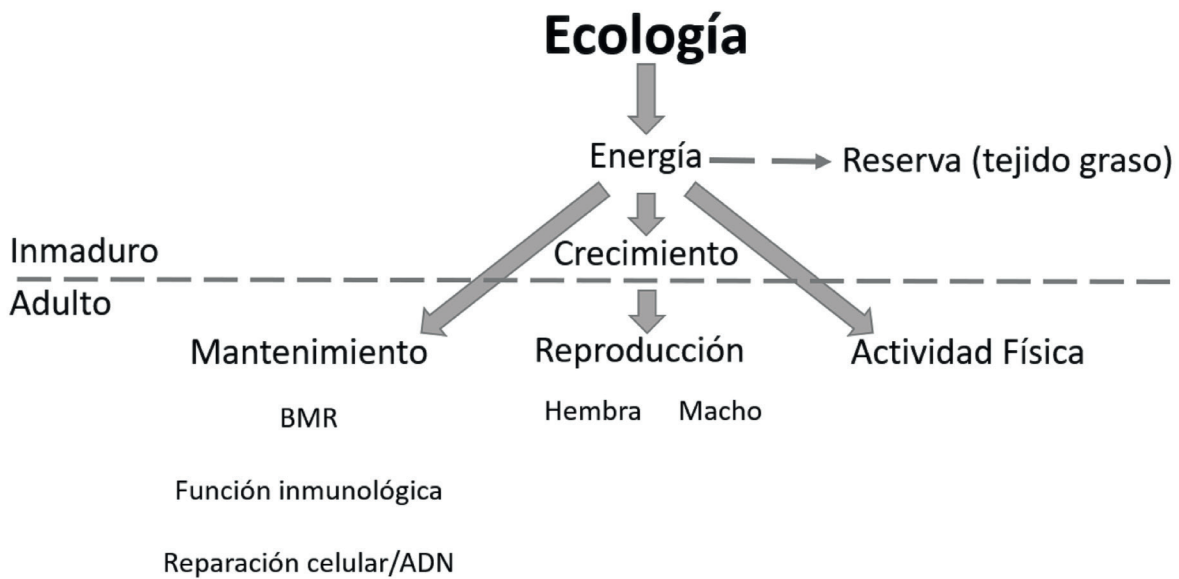 Ecología
Energía
Reserva (tejido graso)
Inmaduro
Crecimiento
Adulto
Mantenimiento
Reproducción
Actividad Física
BMR
Hembra Macho
Función inmunológica
Reparación celular/ADN